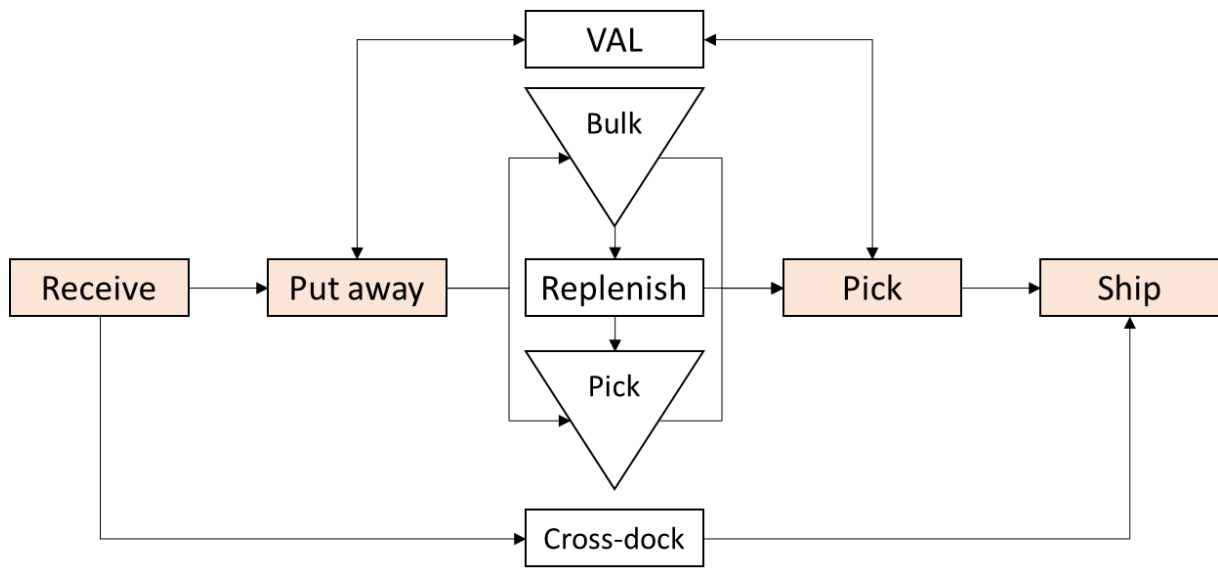 VAL
Bulk
Receive
Put away
Replenish
Pick
Ship
Pick
Cross-dock